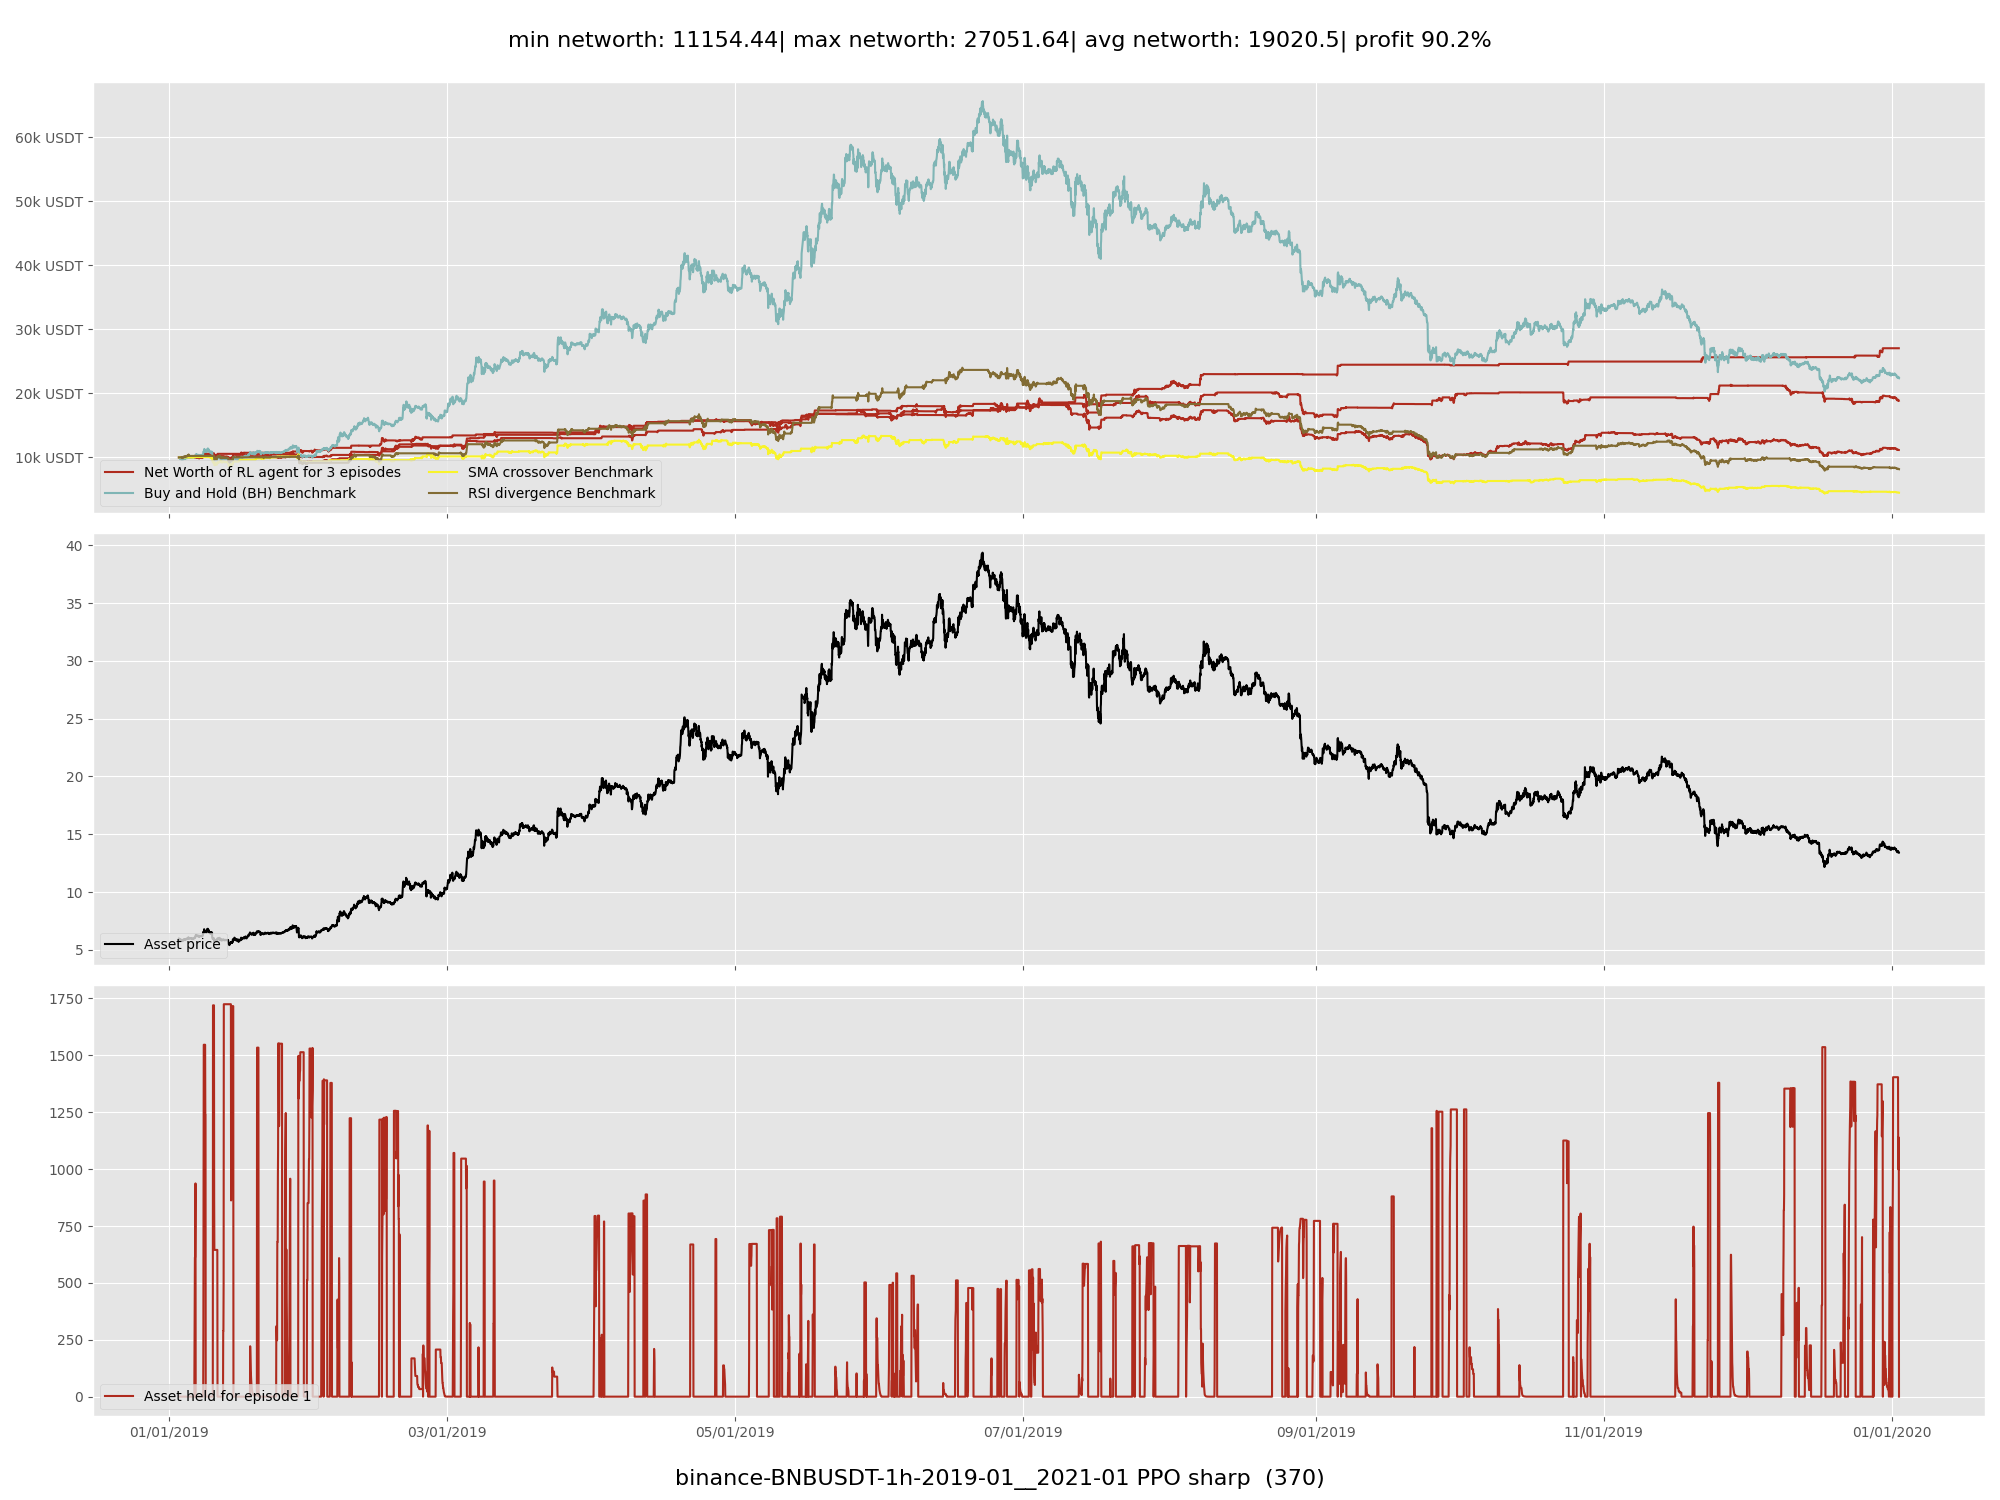 min networth: 11154.44| max networth: 27051.64| avg networth: 19020.5| profit 90.2%
60k USDT
50k USDT
40k USDT
30k USDT
20k USDT
10k USDT
Net Worth of RL agent for 3 episodes
Buy and Hold (BH) Benchmark
SMA crossover Benchmark
RSI divergence Benchmark
40
35
30
25
20
15
10
5
Asset price
1750
1500
1250
1000
750
500
250
0
Asset held for episode 1
01/01/2019 03/01/2019 05/01/2019 07/01/2019 09/01/2019 11/01/2019 01/01/2020
binance-BNBUSDT-1h-2019-01__2021-01 PPO sharp (370)